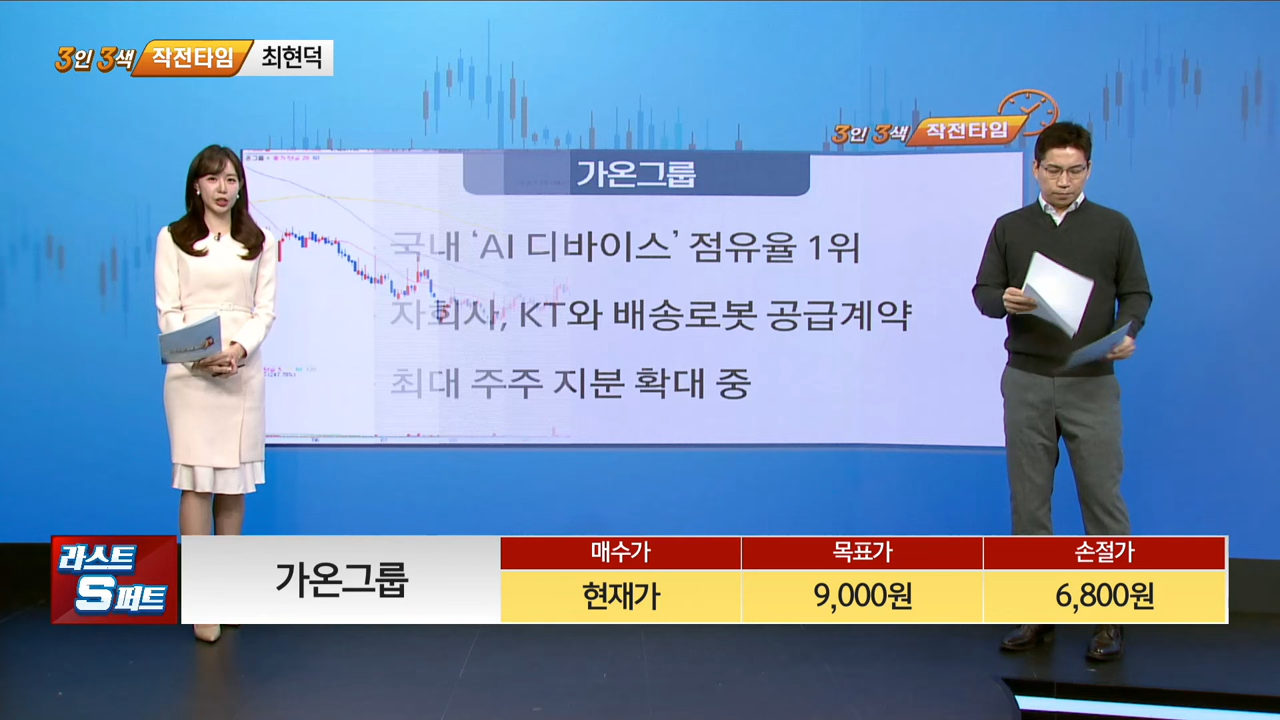 3인 3색 작전타임 최현덕
3인 3색 작전타임
가온그룹
국내 ‘AI 디바이스’ 점유율 1위
자회사, KT와 배송로봇 공급계약
최대 주주 지분 확대 중
라스트
S퍼트
가온그룹
매수가 목표가 손절가
현재가 9,000원 6,800원